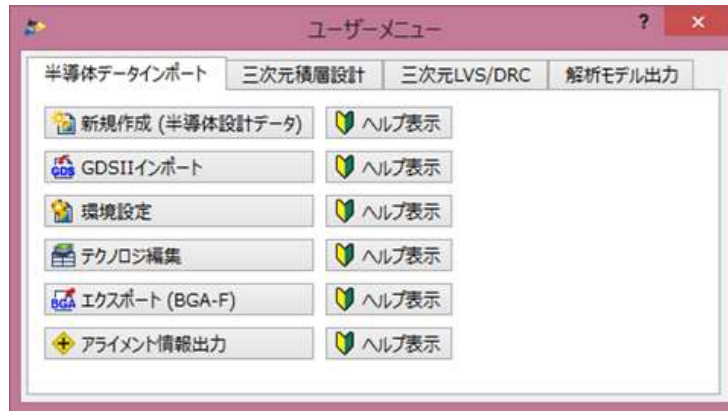 ユーザーメニュー ?
半導体データインポート 三次元積層設計 三次元LVS/DRC 解析モデル出力
新規作成 (半導体設計データ) ヘルプ表示
GDS GDSIIインポート ヘルプ表示
環境設定 ヘルプ表示
テクノロジ編集 ヘルプ表示
BGA エクスポート (BGA-F) ヘルプ表示
アライメント情報出力 ヘルプ表示